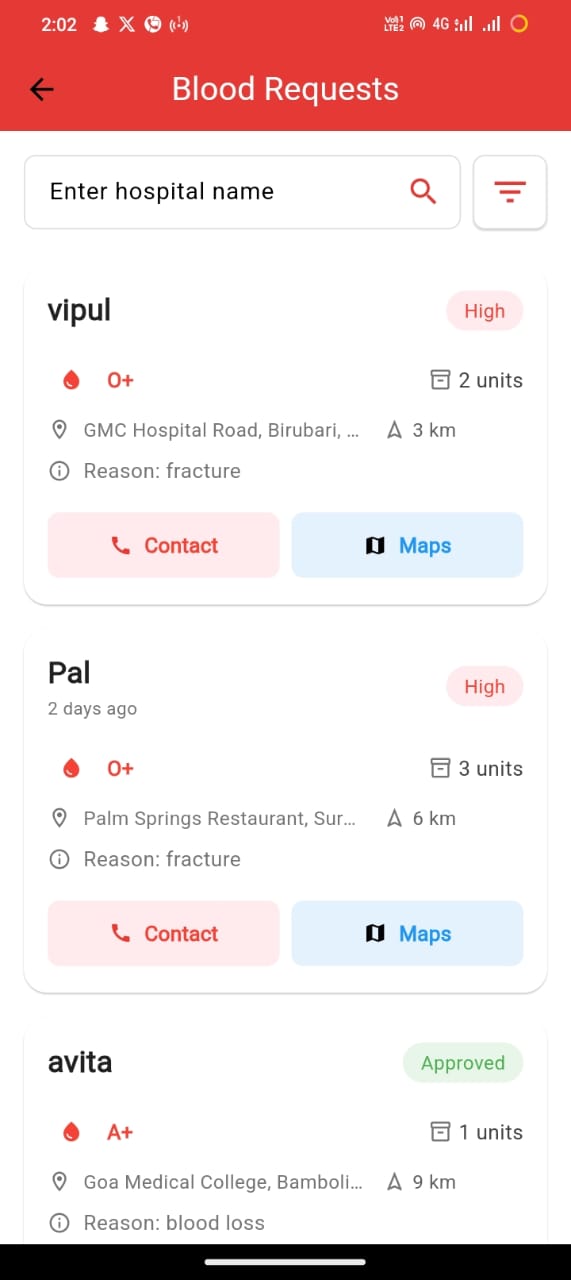 2:02 Vo)) 1 LTE2 4G
Blood Requests
Enter hospital name
vipul High
O+ 2 units
GMC Hospital Road, Birubari, ... 3 km
Reason: fracture
Contact Maps
Pal High
2 days ago
O+ 3 units
Palm Springs Restaurant, Sur... 6 km
Reason: fracture
Contact Maps
avita Approved
A+ 1 units
Goa Medical College, Bamboli... 9 km
Reason: blood loss